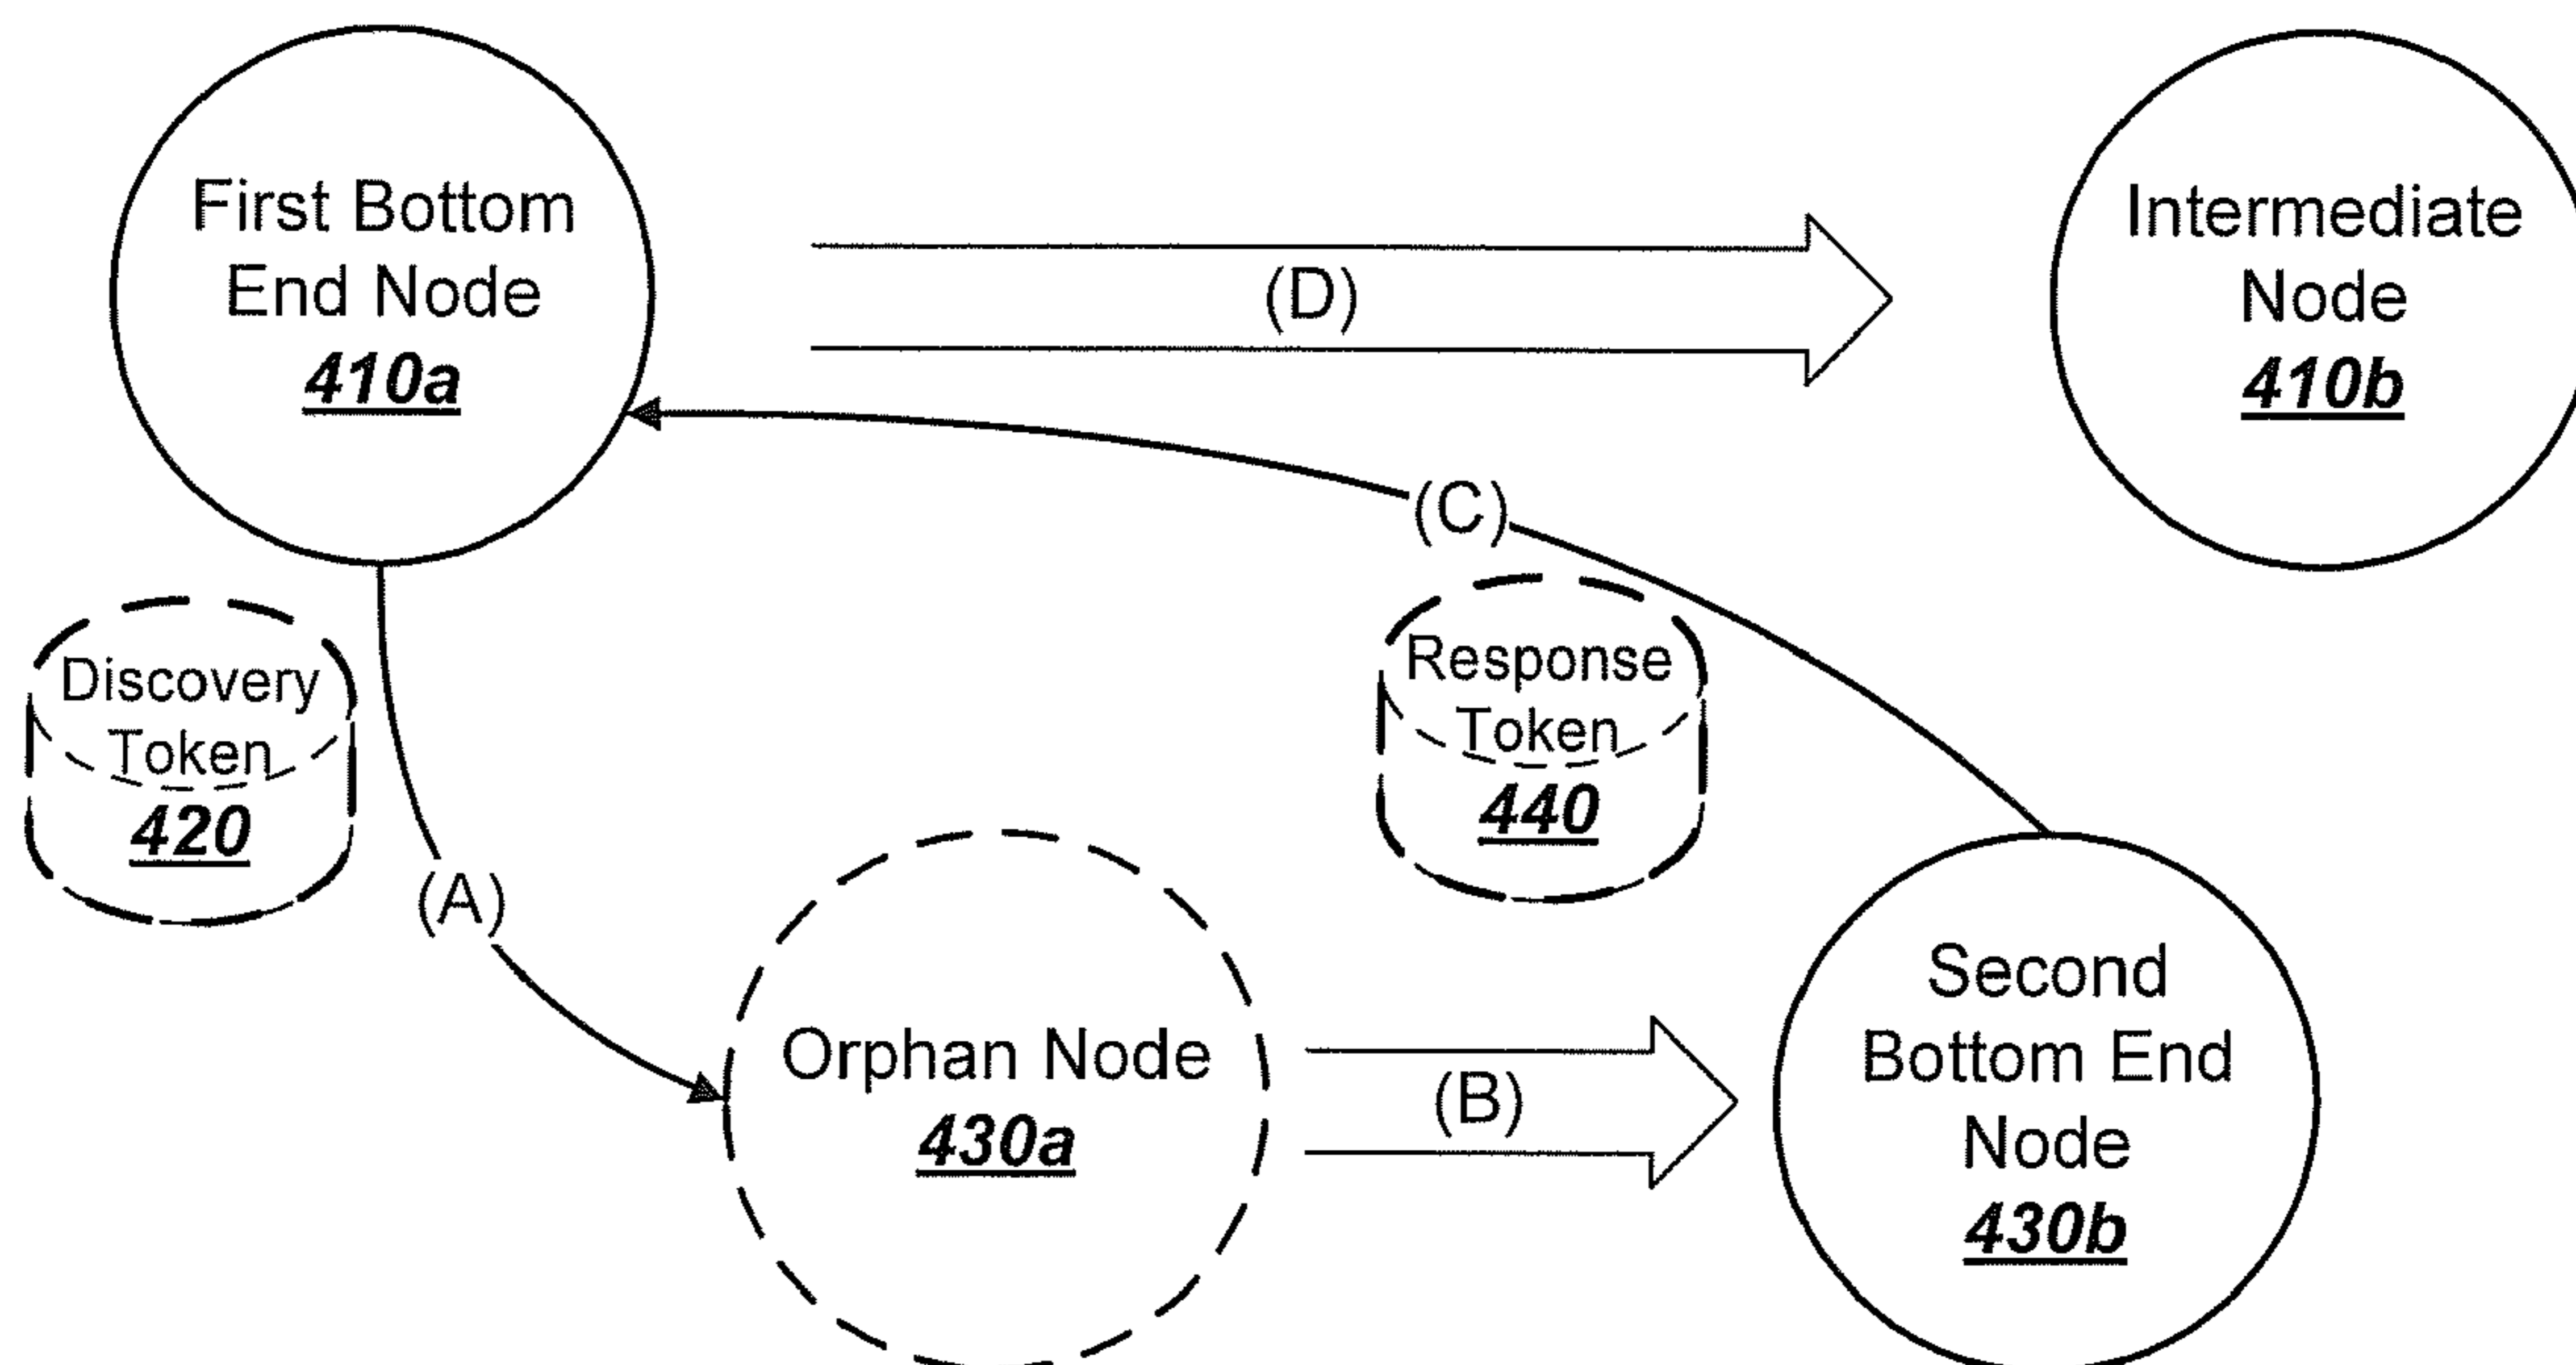 First Bottom
End Node
410a
(D)
Intermediate
Node
410b
(C)
Discovery
Token
420
Response
Token
440
(A)
Orphan Node
430a
(B)
Second
Bottom End
Node
430b